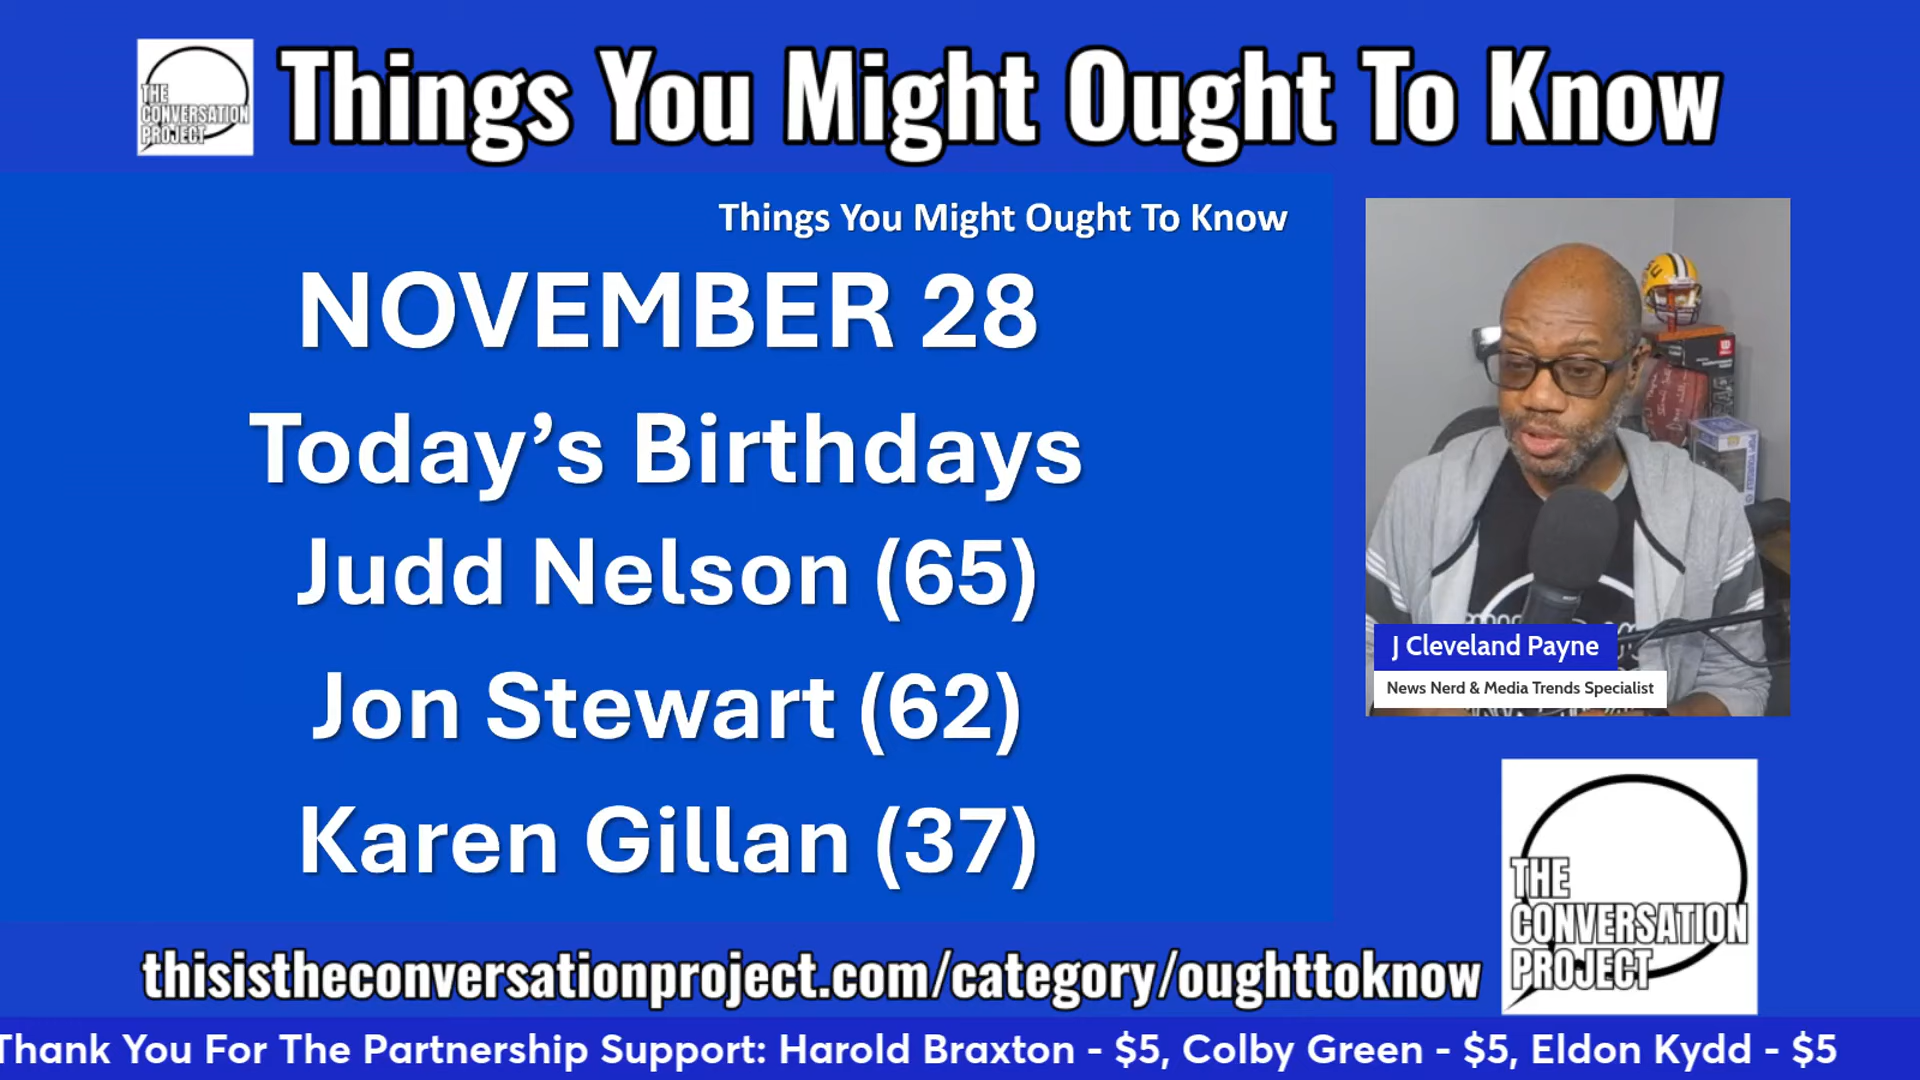 THE
CONVERSATION
PROJECT
Things You Might Ought To Know
Things You Might Ought To Know
NOVEMBER 28
Today’s Birthdays
Judd Nelson (65)
Jon Stewart (62)
Karen Gillan (37)
J Cleveland Payne
News Nerd & Media Trends Specialist
THE
CONVERSATION
PROJECT
thisistheconversationproject.com/category/oughttoknow
Thank You For The Partnership Support: Harold Braxton - $5, Colby Green - $5, Eldon Kydd - $5